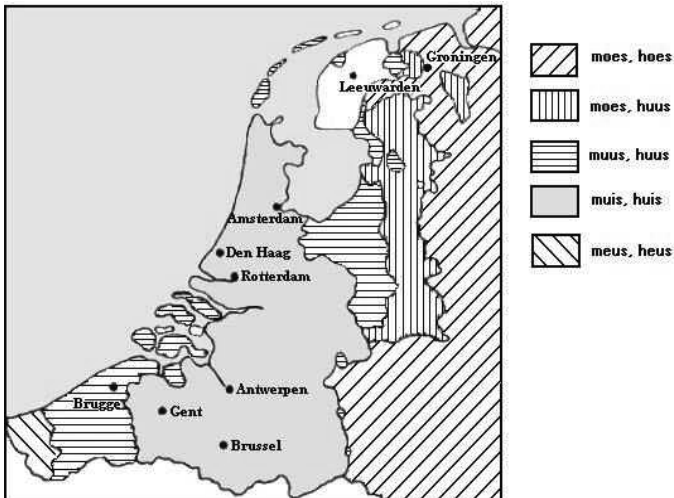 Groningen
Leeuwarden
Amsterdam
Den Haag
Rotterdam
Antwerpen
Brugge
Gent
Brussel
moes, hoes
moes, huus
muus, huus
muis, huis
meus, heus